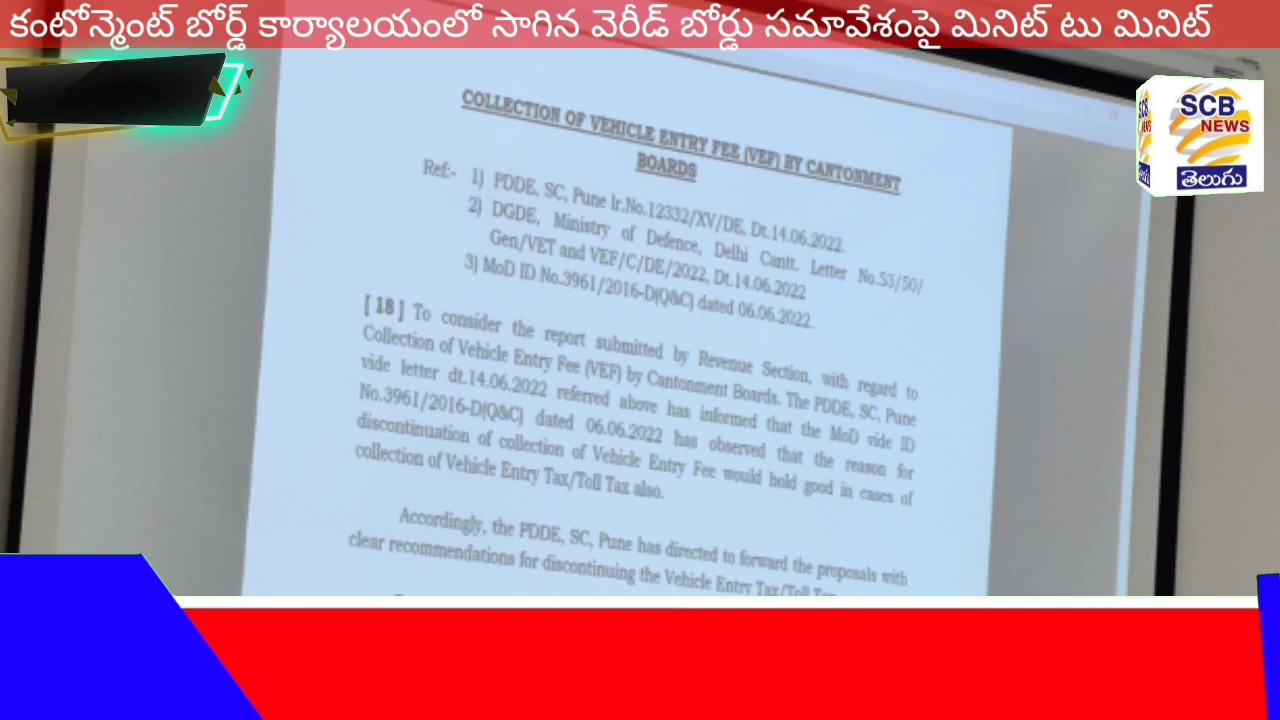 కంటోన్మెంట్ బోర్డ్ కార్యాలయంలో సాగిన వెరీడ్ బోర్డు సమావేశంపై మినిట్ టు మినిట్
SCB
NEWS
తెలుగు
SCB
NEWS
COLLECTION OF VEHICLE ENTRY FEE (VEF) BY CANTONMENT
BOARDS
Ref:- 1) PDDE, SC, Pune lr.No.12332/XV/DE, Dt.14.06.2022.
2) DGDE, Ministry of Defence, Delhi Cantt. Letter No.53/50/
Gen/VET and VEF/C/DE/2022, Dt.14.06.2022
3) MoD ID No.3961/2016-D(Q&C) dated 06.06.2022.
[ 18 ] To consider the report submitted by Revenue Section, with regard to
Collection of Vehicle Entry Fee (VEF) by Cantonment Boards. The PDDE, SC, Pune
vide letter dt.14.06.2022 referred above has informed that the MoD vide ID
No.3961/2016-D(Q&C) dated 06.06.2022 has observed that the reason for
discontinuation of collection of Vehicle Entry Fee would hold good in cases of
collection of Vehicle Entry Tax/Toll Tax also.
Accordingly, the PDDE, SC, Pune has directed to forward the proposals with
clear recommendations for discontinuing the Vehicle Entry Tax/Toll Tax